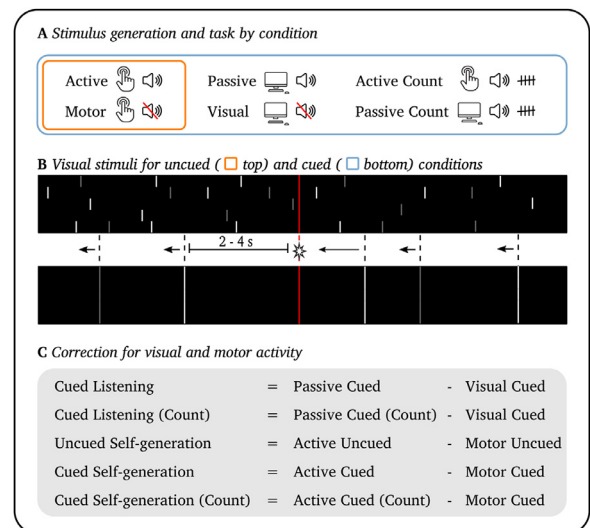 A Stimulus generation and task by condition
Active Passive Active Count
Motor Visual Passive Count
B Visual stimuli for uncued ( top) and cued ( bottom) conditions
2 - 4 s
C Correction for visual and motor activity
Cued Listening = Passive Cued - Visual Cued
Cued Listening (Count) = Passive Cued (Count) - Visual Cued
Uncued Self-generation = Active Uncued - Motor Uncued
Cued Self-generation = Active Cued - Motor Cued
Cued Self-generation (Count) = Active Cued (Count) - Motor Cued